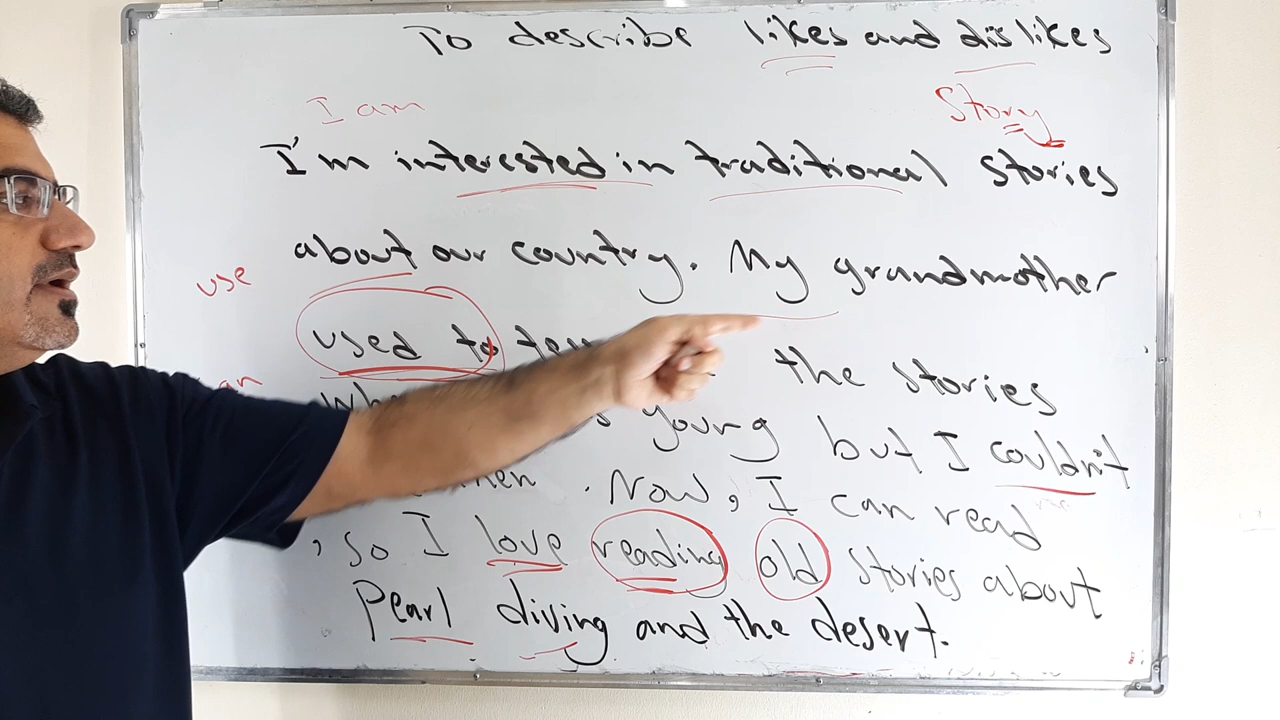 To describe likes and dislikes
I am
Story
I'm interested in traditional stories
about our country. My grandmother
use
used to the stories
young but I couldn't
. Now, I can read
, so I love reading old stories about
Pearl diving and the desert.